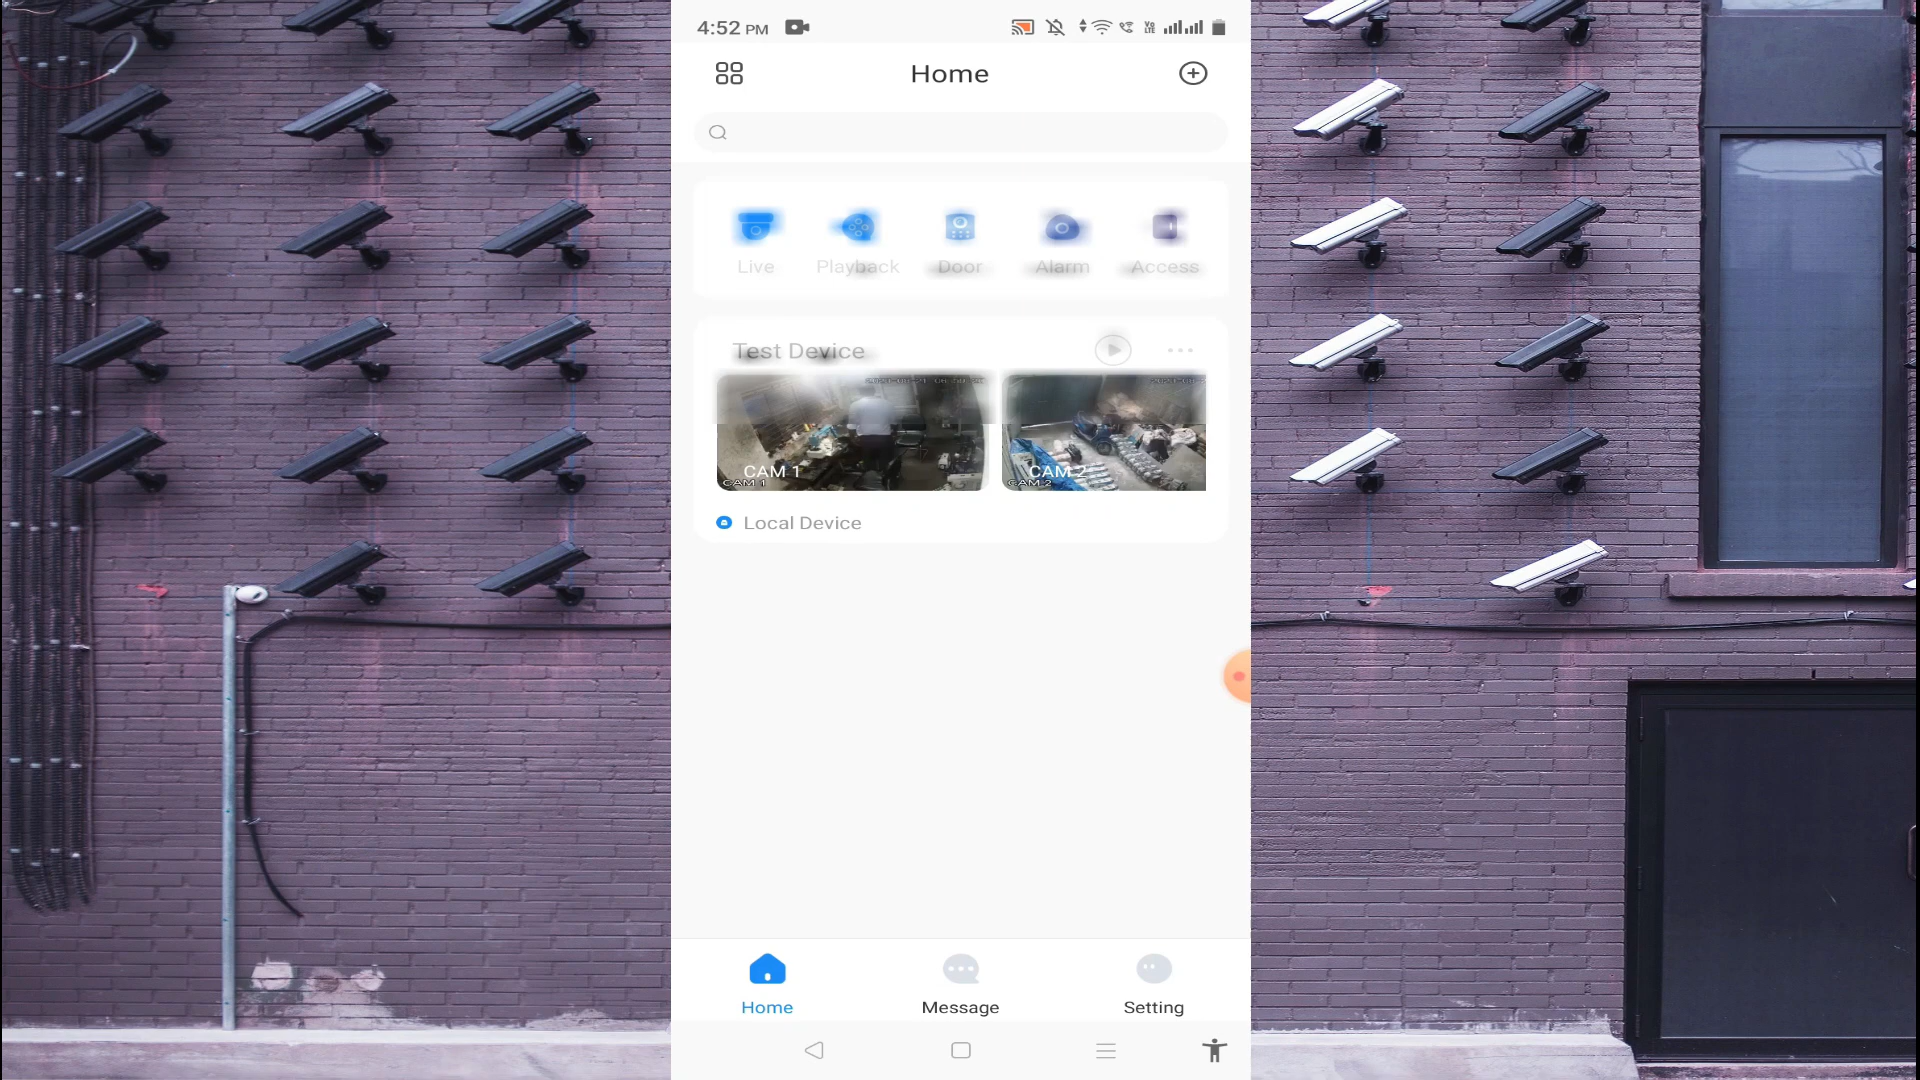 4:52 PM
Home
Live Playback Door Alarm Access
Test Device
CAM 1
CAM 1
CAM 2
CAM 2
Local Device
Home Message Setting